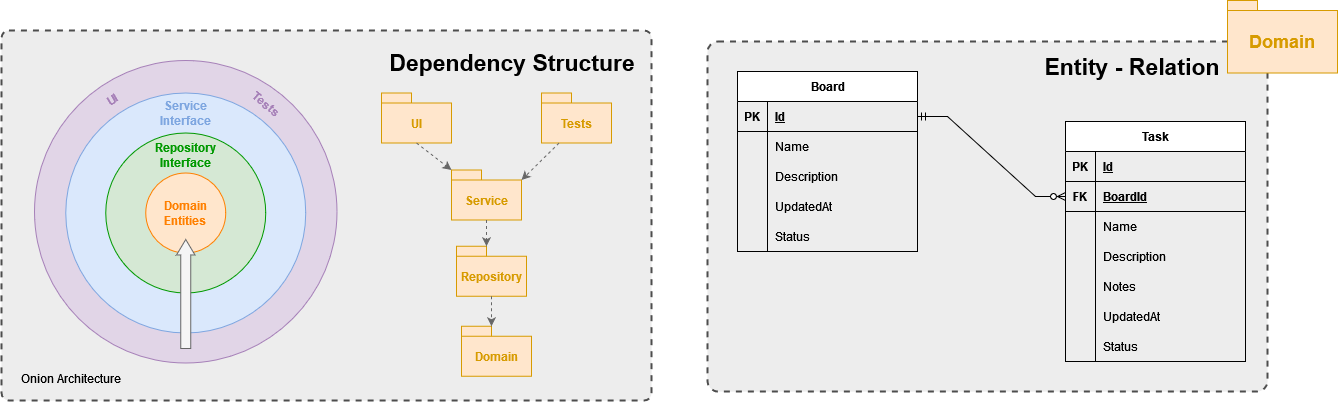 Dependency Structure
UI
Tests
Service
Interface
Repository
Interface
Domain
Entities
Onion Architecture
UI
Tests
Service
Repository
Domain
Domain
Entity - Relation
Board
PK Id
Name
Description
UpdatedAt
Status
Task
PK Id
FK BoardId
Name
Description
Notes
UpdatedAt
Status